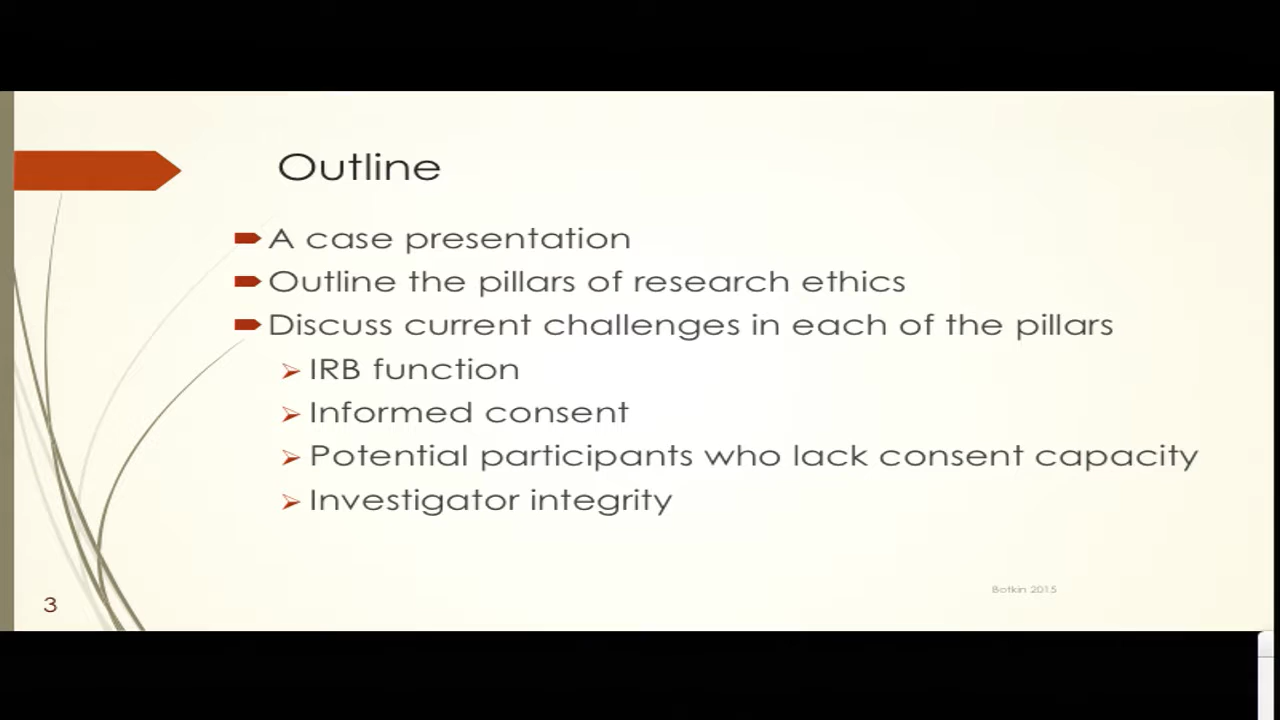 Outline
A case presentation
Outline the pillars of research ethics
Discuss current challenges in each of the pillars
IRB function
Informed consent
Potential participants who lack consent capacity
Investigator integrity
Botkin 2015
3